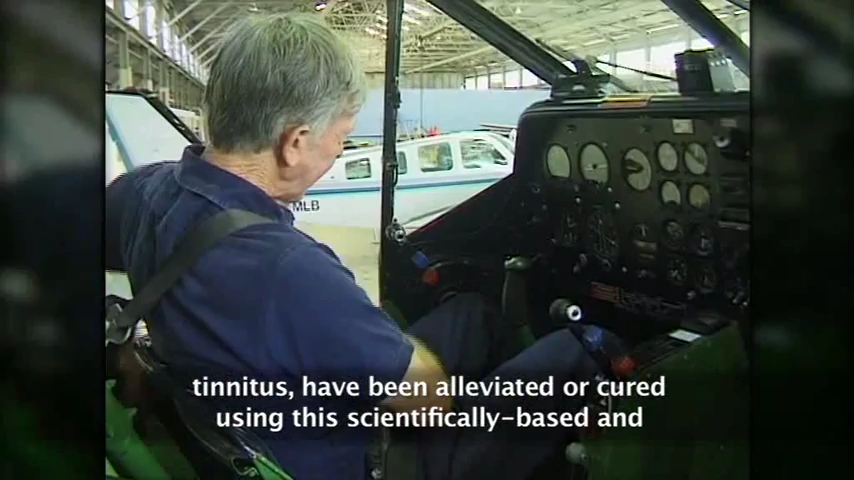 MLB
tinnitus, have been alleviated or cured
using this scientifically-based and